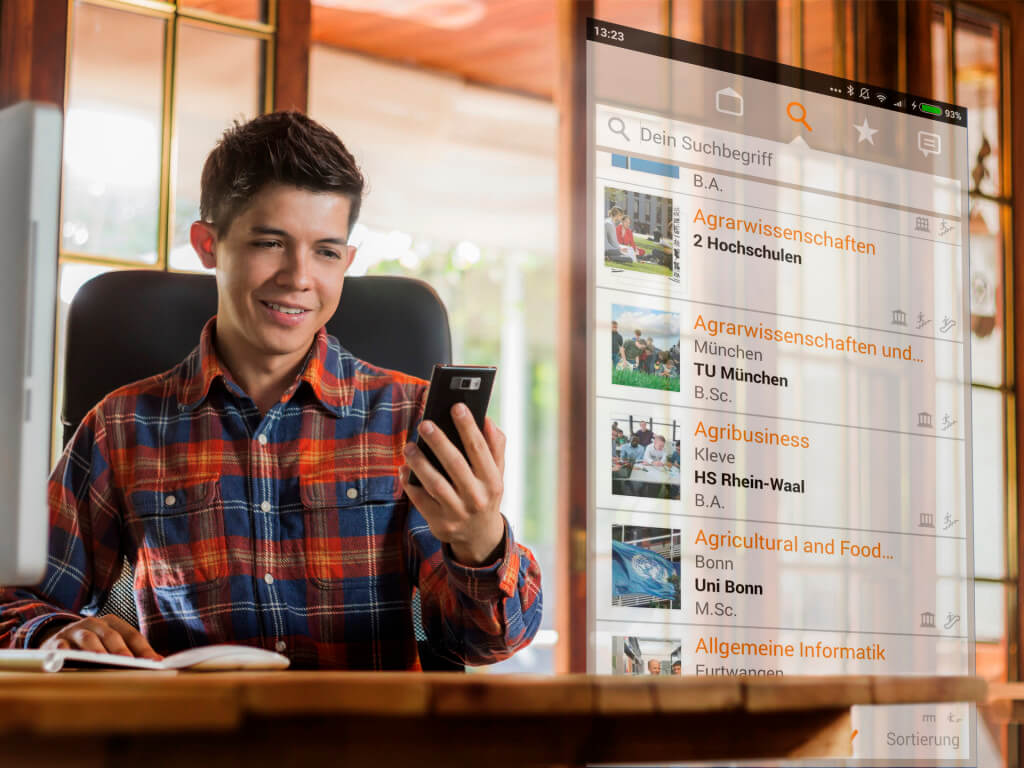 13:23
93%
Dein Suchbegriff
B.A.
Agrarwissenschaften
2 Hochschulen
Agrarwissenschaften und...
München
TU München
B.Sc.
Agribusiness
Kleve
HS Rhein-Waal
B.A.
Agricultural and Food...
Bonn
Uni Bonn
M.Sc.
Allgemeine Informatik
Furtwangen
Sortierung